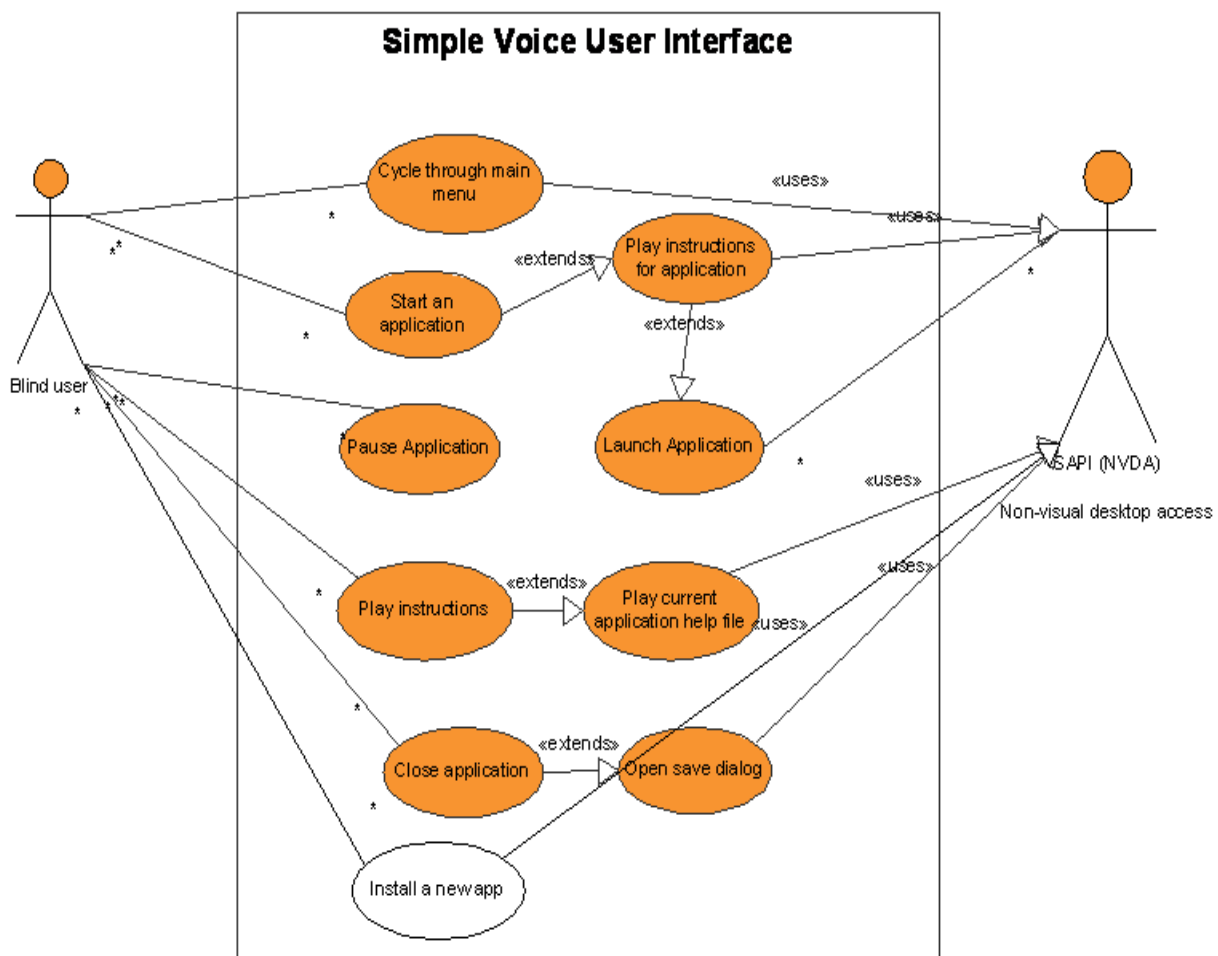 Simple Voice User Interface
Cycle through main
menu
«uses»
*
«uses»
**
Play instructions
for application
«extends»
*
Start an
application
*
«extends»
Blind user
*
*
**
Pause Application
*
Launch Application
*
SAPI (NVDA)
«uses»
Non-visual desktop access
«uses»
«extends»
*
Play instructions
Play current
application help file
«uses»
*
«extends»
Close application
Open save dialog
*
Install a new app